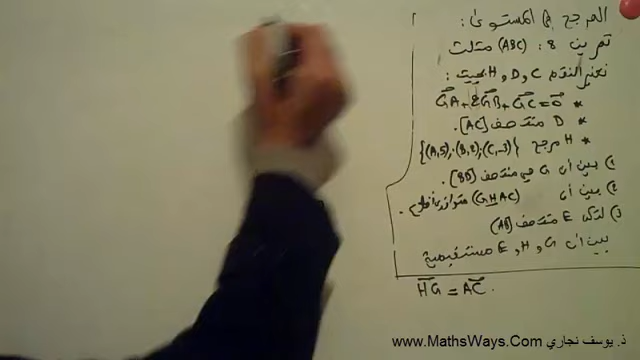 المرجح في المستوى :
تمرين 8 : (ABC) مثلث
نعتبر النقط G و D و H بحيث :
* GA + 2GB + GC = 0
* D منتصف [AC].
* H مرجح {(A,5);(B,2);(C,-3)}
1) بين أن G هي منتصف [BD].
2) بين أن (GHAC) متوازي أضلاع.
3) لتكن E منتصف [AB]
بين أن G و H و E مستقيمية
HG = AC.
www.MathsWays.Com ذ. يوسف نجاري